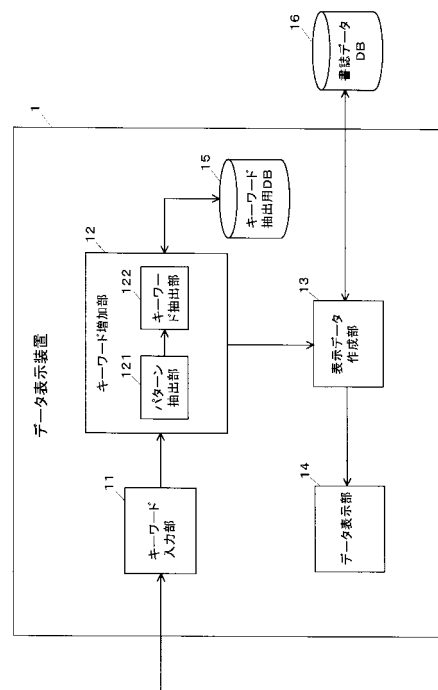 データ表示装置
1
11
キーワード
入力部
12
キーワード増加部
121
パターン
抽出部
122
キーワー
ド抽出部
15
キーワード
抽出用DB
16
書誌データ
DB
14
データ表示部
13
表示データ
作成部